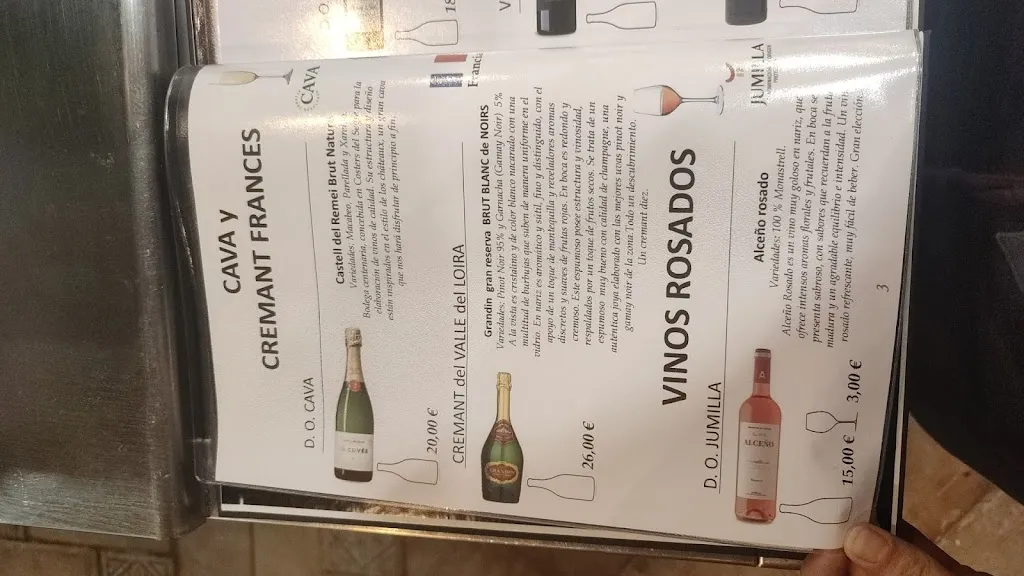 CAVA y
CREMANT FRANCES
CAVA
D. O. CAVA
Castell del Remei Brut Nature
Variedades: Macabeo, Parellada y Xarel
Bodega centenaria, concebida en Costers del Segre para la
elaboración de vinos de calidad. Su estructura y diseño
están inspirados en el estilo de los châteaux, un gran cava
que nos hará disfrutar de principio a fin.
20,00 €
Francia
CREMANT del VALLE del LOIRA
Grandin gran reserva BRUT BLANC de NOIRS
Variedades: Pinot Noir 95% y Garnacha (Gamay Noir) 5%
A la vista es cristalino y de color blanco nacarado con una
multitud de burbujas que suben de manera uniforme en el
vidrio. En nariz es aromático y sútil, fino y distinguido, con el
apoyo de un toque de mantequilla y reveladores aromas
discretos y suaves de frutas rojas. En boca es redondo y
cremoso. Este espumoso posee estructura y vinosidad,
respaldados por un toque de frutos secos. Se trata de un
espumoso muy bueno con calidad de champagne, una
autentica joya elaborado con las mejores uvas pinot noir y
gamay noir de la zona Todo un descubrimiento.
Un cremant diez.
26,00 €
VINOS ROSADOS
JUMILLA
D. O. JUMILLA
Alceño rosado
Variedades: 100 % Monastrell.
Alceño Rosado es un vino muy goloso en nariz, que
ofrece intensos aromas florales y frutales. En boca se
presenta sabroso, con sabores que recuerdan a la fruta
madura y un agradable equilibrio e intensidad. Un vino
rosado refrescante, muy fácil de beber. Gran elección.
ALCEÑO
15,00 €
3,00 €
3